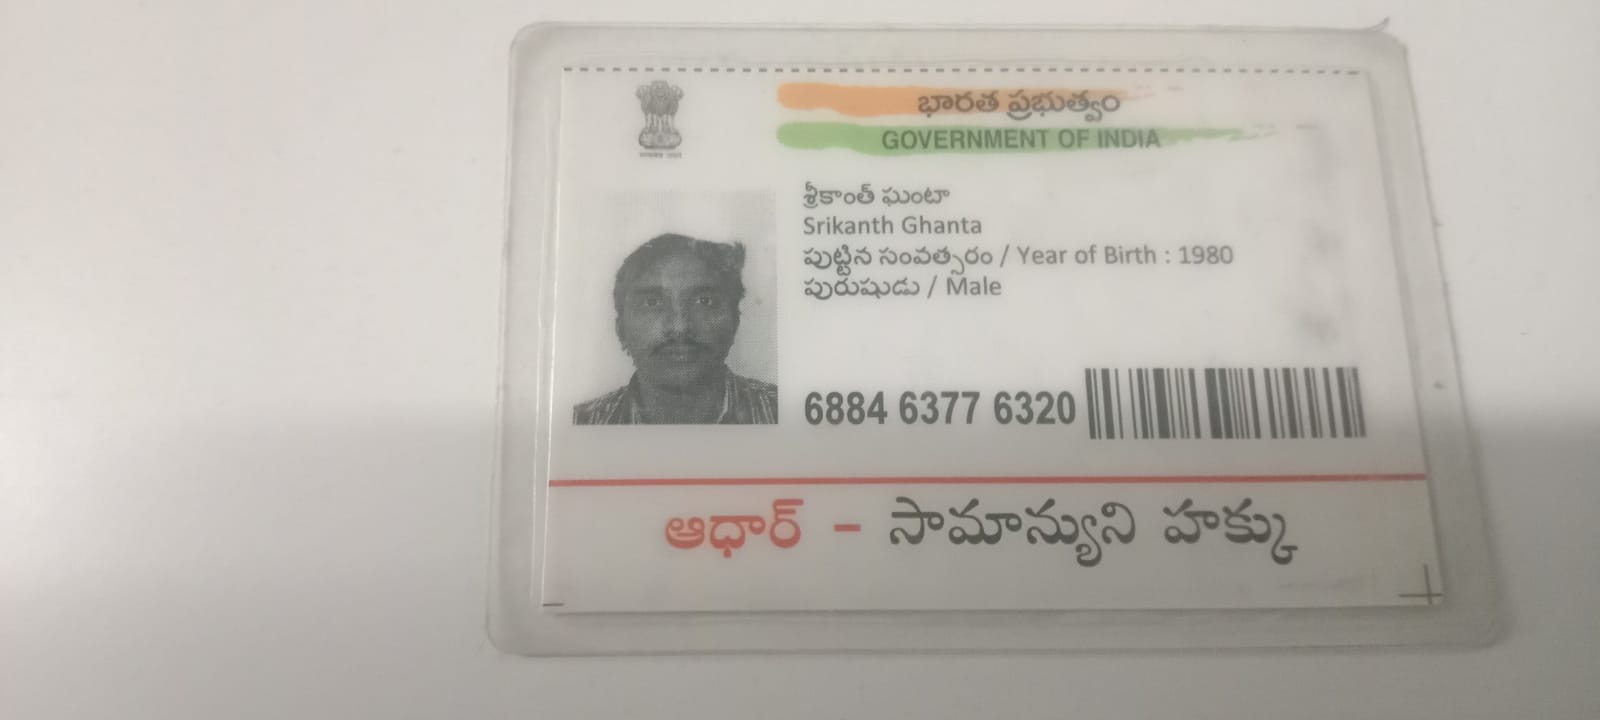 భారత ప్రభుత్వం
GOVERNMENT OF INDIA
శ్రీకాంత్ ఘంటా
Srikanth Ghanta
పుట్టిన సంవత్సరం / Year of Birth : 1980
పురుషుడు / Male
6884 6377 6320
ఆధార్ - సామాన్యుని హక్కు